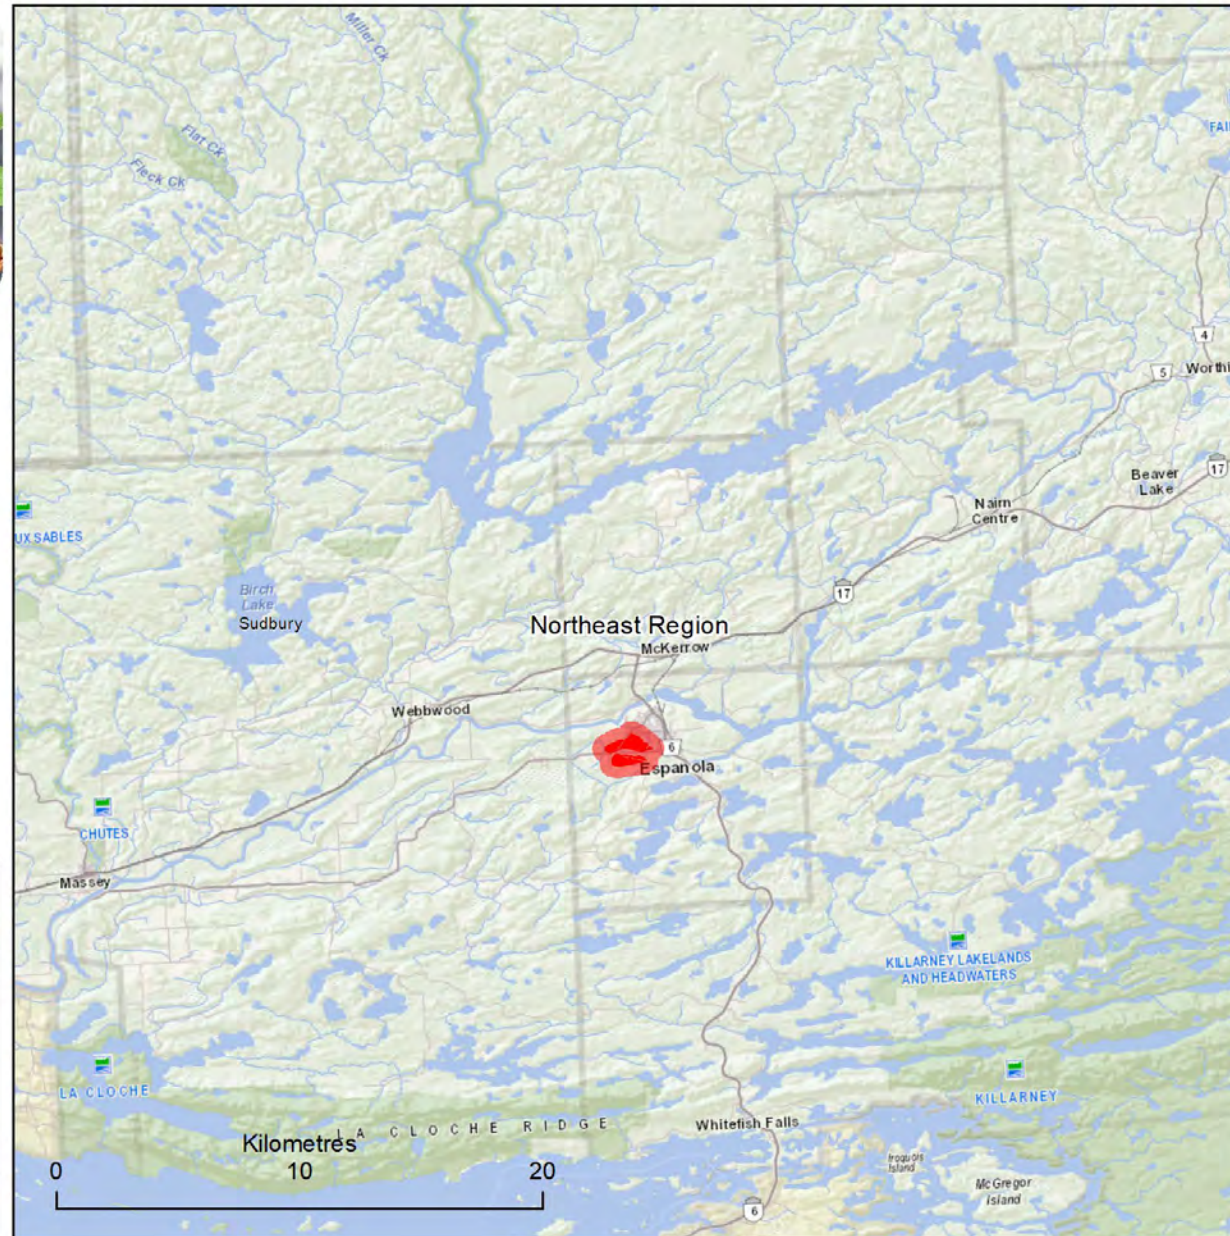 Miller Ck
Flat Ck
Fleck Ck
FAI
4
5
Worthi
17
Beaver
Lake
Nairn
Centre
UX SABLES
17
Birch
Lake
Sudbury
Northeast Region
McKerrow
Webbwood
6
Espanola
CHUTES
Massey
KILLARNEY LAKELANDS
AND HEADWATERS
LA CLOCHE
KILLARNEY
LA CLOCHE RIDGE
Whitefish Falls
Kilometres
0 10 20
Iroquois
Island
McGregor
Island
6